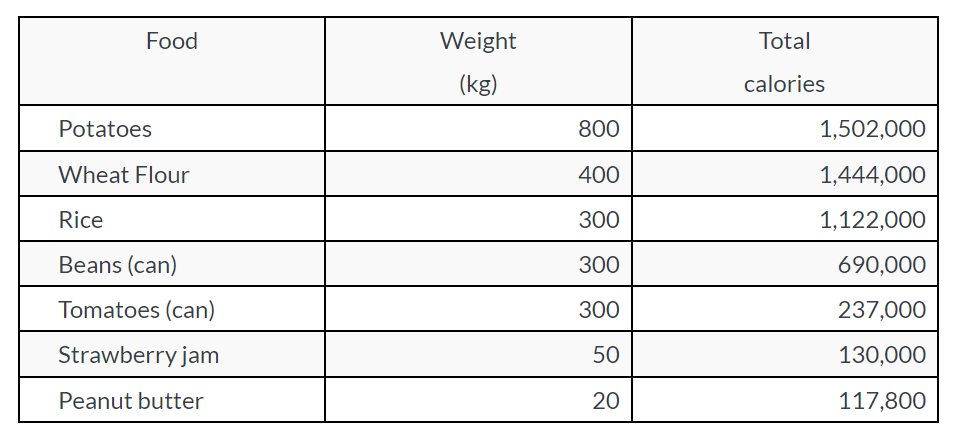 Food Weight Total
(kg) calories
Potatoes 800 1,502,000
Wheat Flour 400 1,444,000
Rice 300 1,122,000
Beans (can) 300 690,000
Tomatoes (can) 300 237,000
Strawberry jam 50 130,000
Peanut butter 20 117,800